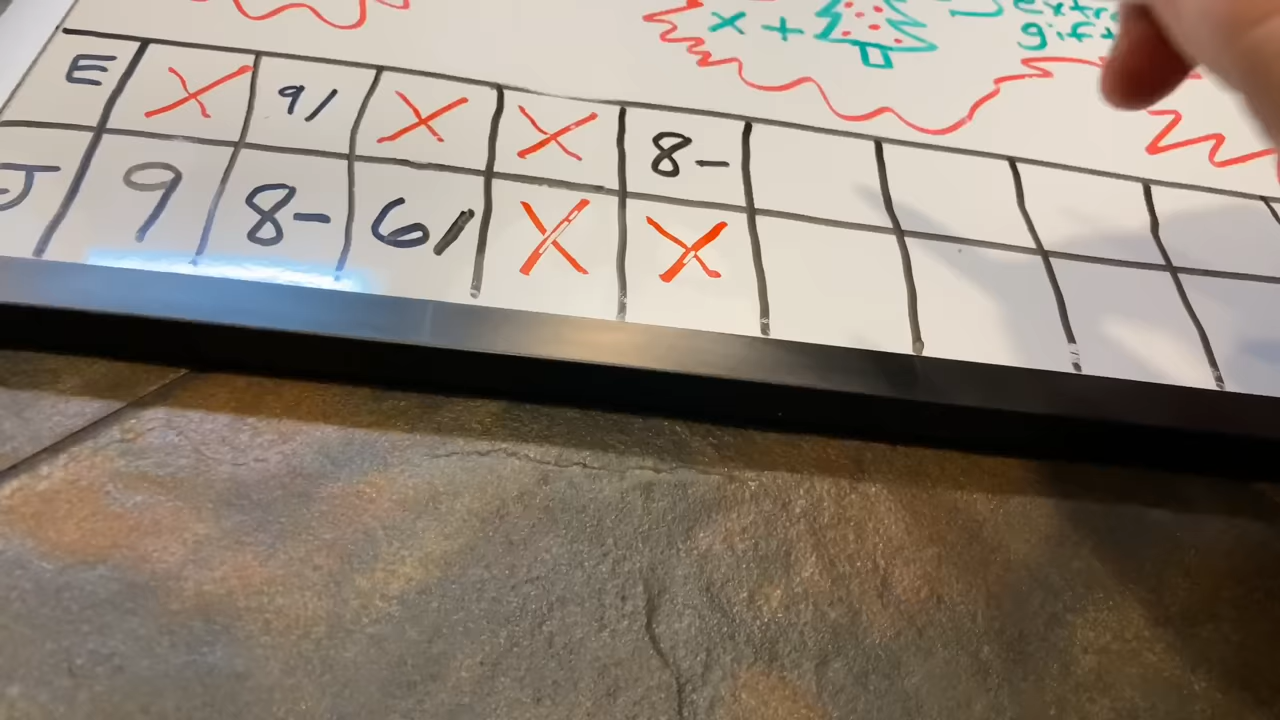 x + extra
gift
E X 9/ X X 8-
J 9 8- 6/ X X